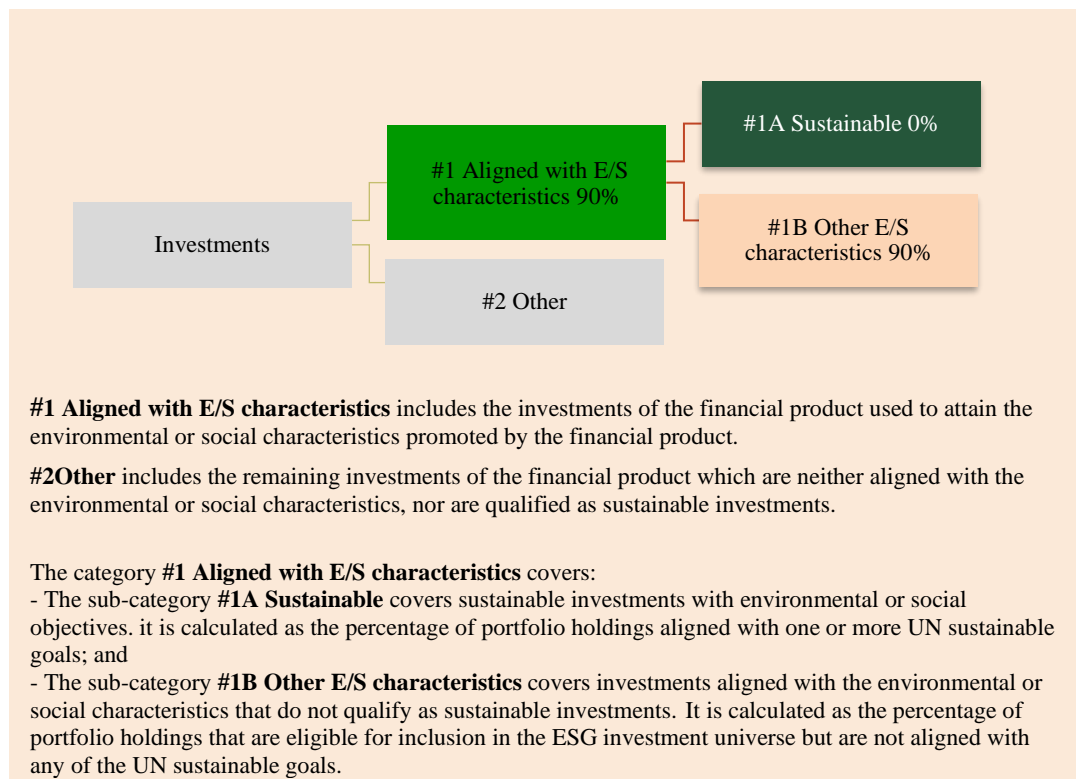 #1A Sustainable 0%
#1 Aligned with E/S
characteristics 90%
#1B Other E/S
characteristics 90%
Investments
#2 Other
#1 Aligned with E/S characteristics includes the investments of the financial product used to attain the
environmental or social characteristics promoted by the financial product.
#2Other includes the remaining investments of the financial product which are neither aligned with the
environmental or social characteristics, nor are qualified as sustainable investments.
The category #1 Aligned with E/S characteristics covers:
- The sub-category #1A Sustainable covers sustainable investments with environmental or social
objectives. it is calculated as the percentage of portfolio holdings aligned with one or more UN sustainable
goals; and
- The sub-category #1B Other E/S characteristics covers investments aligned with the environmental or
social characteristics that do not qualify as sustainable investments. It is calculated as the percentage of
portfolio holdings that are eligible for inclusion in the ESG investment universe but are not aligned with
any of the UN sustainable goals.